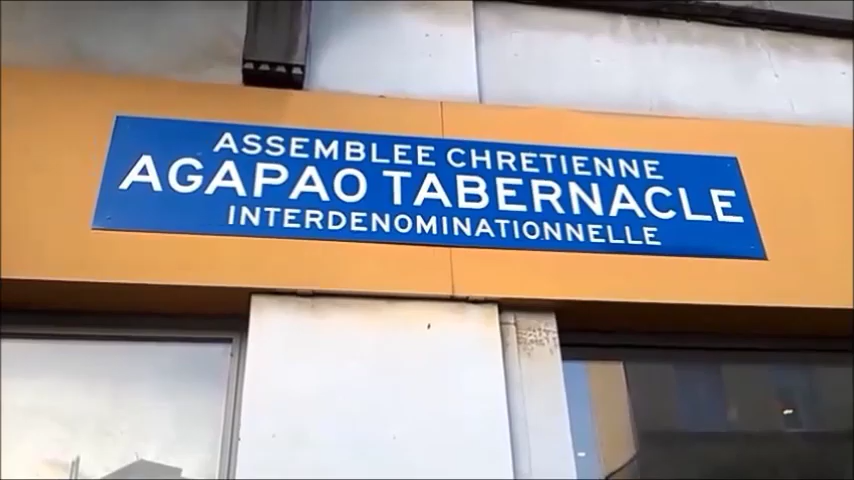 ASSEMBLEE CHRETIENNE
AGAPAO TABERNACLE
INTERDENOMINATIONNELLE